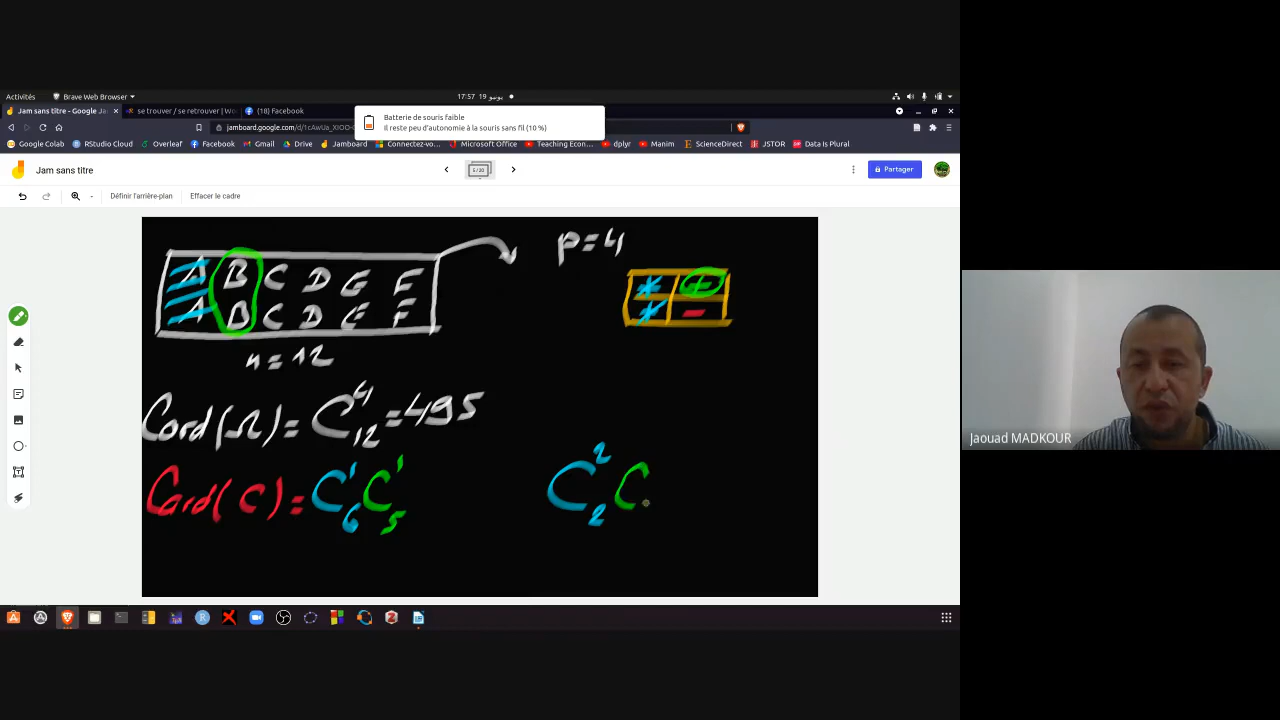 Activités
Brave Web Browser
17:57 19 يونيو
Jam sans titre - Google Ja
se trouver / se retrouver | Wo
(18) Facebook
Batterie de souris faible
Il reste peu d'autonomie à la souris sans fil (10 %)
jamboard.google.com/d/1cAwUa_XIOO
Google Colab
RStudio Cloud
Overleaf
Facebook
Gmail
Drive
Jamboard
Connectez-vo...
Microsoft Office
Teaching Econ...
dplyr
Manim
ScienceDirect
JSTOR
Data Is Plural
Jam sans titre
Partager
Définir l'arrière-plan
Effacer le cadre
A B C D E F
A B C D E F
n = 12
p = 4
* +
* -
Card(Ω) = C⁴₁₂ = 495
Card(C) = C¹₆ C¹₅ C²₂ C
Jaouad MADKOUR